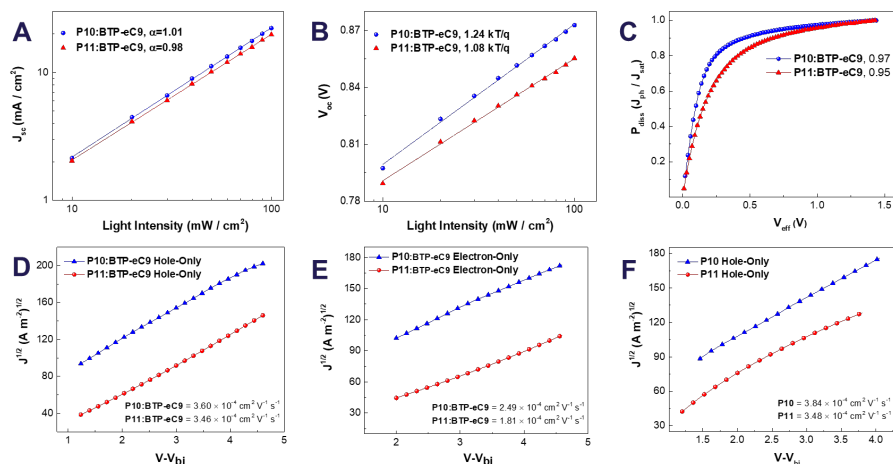 A
P10:BTP-eC9, α=1.01
P11:BTP-eC9, α=0.98
10
10
100
J_sc (mA / cm²)
Light Intensity (mW / cm²)
B
P10:BTP-eC9, 1.24 kT/q
P11:BTP-eC9, 1.08 kT/q
0.87
0.84
0.81
0.78
10
100
V_oc (V)
Light Intensity (mW / cm²)
C
P10:BTP-eC9, 0.97
P11:BTP-eC9, 0.95
1.0
0.8
0.6
0.4
0.2
0.0
0.5
1.0
1.5
P_diss (J_ph / J_sat)
V_eff (V)
D
P10:BTP-eC9 Hole-Only
P11:BTP-eC9 Hole-Only
200
160
120
80
40
1
2
3
4
5
J^1/2 (A m⁻²)^1/2
P10:BTP-eC9 = 3.60 × 10⁻⁴ cm² V⁻¹ s⁻¹
P11:BTP-eC9 = 3.46 × 10⁻⁴ cm² V⁻¹ s⁻¹
V-V_bi
E
P10:BTP-eC9 Electron-Only
P11:BTP-eC9 Electron-Only
180
150
120
90
60
30
2
3
4
5
J^1/2 (A m⁻²)^1/2
P10:BTP-eC9 = 2.49 × 10⁻⁴ cm² V⁻¹ s⁻¹
P11:BTP-eC9 = 1.81 × 10⁻⁴ cm² V⁻¹ s⁻¹
V-V_bi
F
P10 Hole-Only
P11 Hole-Only
180
150
120
90
60
30
1.5
2.0
2.5
3.0
3.5
4.0
J^1/2 (A m⁻²)^1/2
P10 = 3.84 × 10⁻⁴ cm² V⁻¹ s⁻¹
P11 = 3.48 × 10⁻⁴ cm² V⁻¹ s⁻¹
V-V_bi